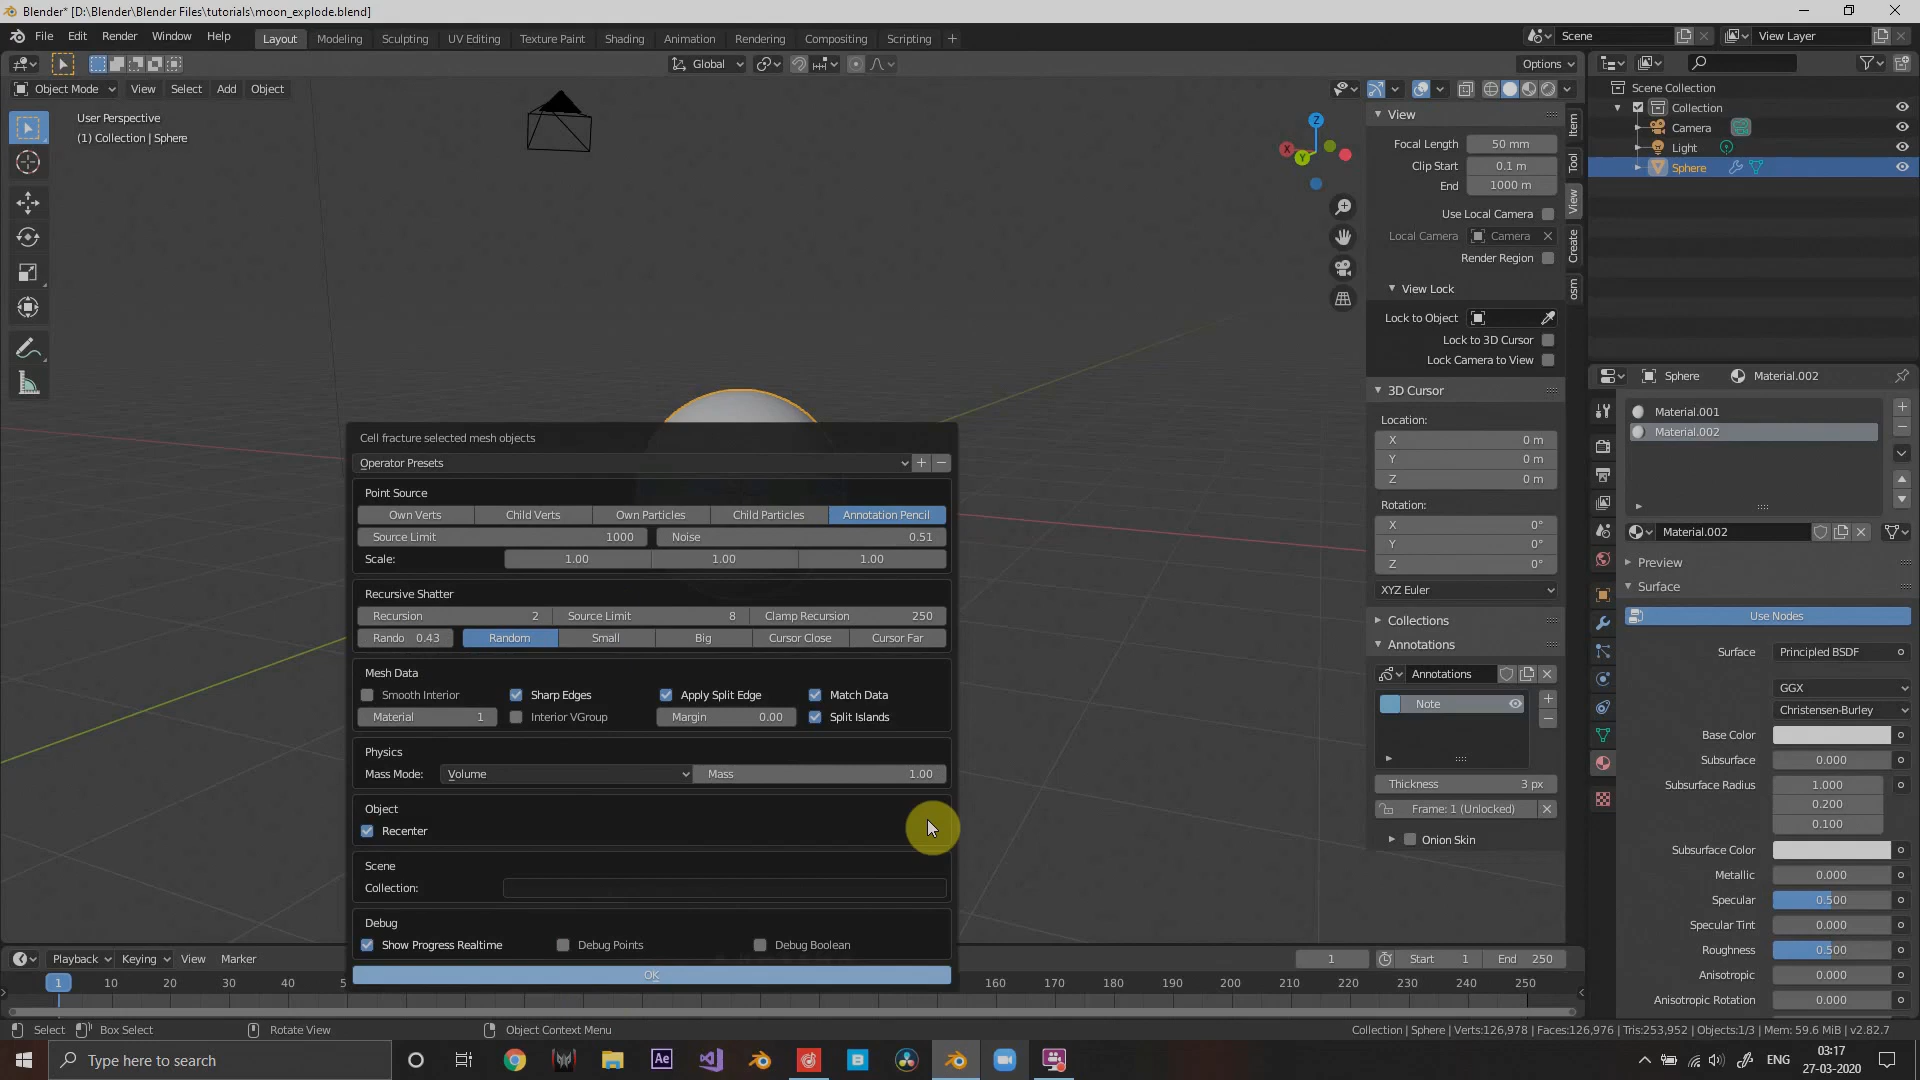 Blender* [D:\Blender\Blender Files\tutorials\moon_explode.blend]
File Edit Render Window Help
Layout Modeling Sculpting UV Editing Texture Paint Shading Animation Rendering Compositing Scripting +
Scene
View Layer
Global
Options
Object Mode View Select Add Object
User Perspective
(1) Collection | Sphere
Z
X
Y
View
Focal Length 50 mm
Clip Start 0.1 m
End 1000 m
Use Local Camera
Local Camera Camera
Render Region
View Lock
Lock to Object
Lock to 3D Cursor
Lock Camera to View
3D Cursor
Location:
X 0 m
Y 0 m
Z 0 m
Rotation:
X 0°
Y 0°
Z 0°
XYZ Euler
Collections
Annotations
Annotations
Note
Thickness 3 px
Frame: 1 (Unlocked)
Onion Skin
Item
Tool
View
Create
osm
Scene Collection
Collection
Camera
Light
Sphere
Sphere Material.002
Material.001
Material.002
Material.002
Preview
Surface
Use Nodes
Surface Principled BSDF
GGX
Christensen-Burley
Base Color
Subsurface 0.000
Subsurface Radius 1.000
0.200
0.100
Subsurface Color
Metallic 0.000
Specular 0.500
Specular Tint 0.000
Roughness 0.500
Anisotropic 0.000
Anisotropic Rotation 0.000
Cell fracture selected mesh objects
Operator Presets
Point Source
Own Verts Child Verts Own Particles Child Particles Annotation Pencil
Source Limit 1000 Noise 0.51
Scale: 1.00 1.00 1.00
Recursive Shatter
Recursion 2 Source Limit 8 Clamp Recursion 250
Rando 0.43 Random Small Big Cursor Close Cursor Far
Mesh Data
Smooth Interior Sharp Edges Apply Split Edge Match Data
Material 1 Interior VGroup Margin 0.00 Split Islands
Physics
Mass Mode: Volume Mass 1.00
Object
Recenter
Scene
Collection:
Debug
Show Progress Realtime Debug Points Debug Boolean
OK
Playback Keying View Marker
1 Start 1 End 250
1 10 20 30 40 5 160 170 180 190 200 210 220 230 240 250
Select Box Select Rotate View Object Context Menu
Collection | Sphere | Verts:126,978 | Faces:126,976 | Tris:253,952 | Objects:1/3 | Mem: 59.6 MiB | v2.82.7
Type here to search
Ae
B
ENG
03:17
27-03-2020